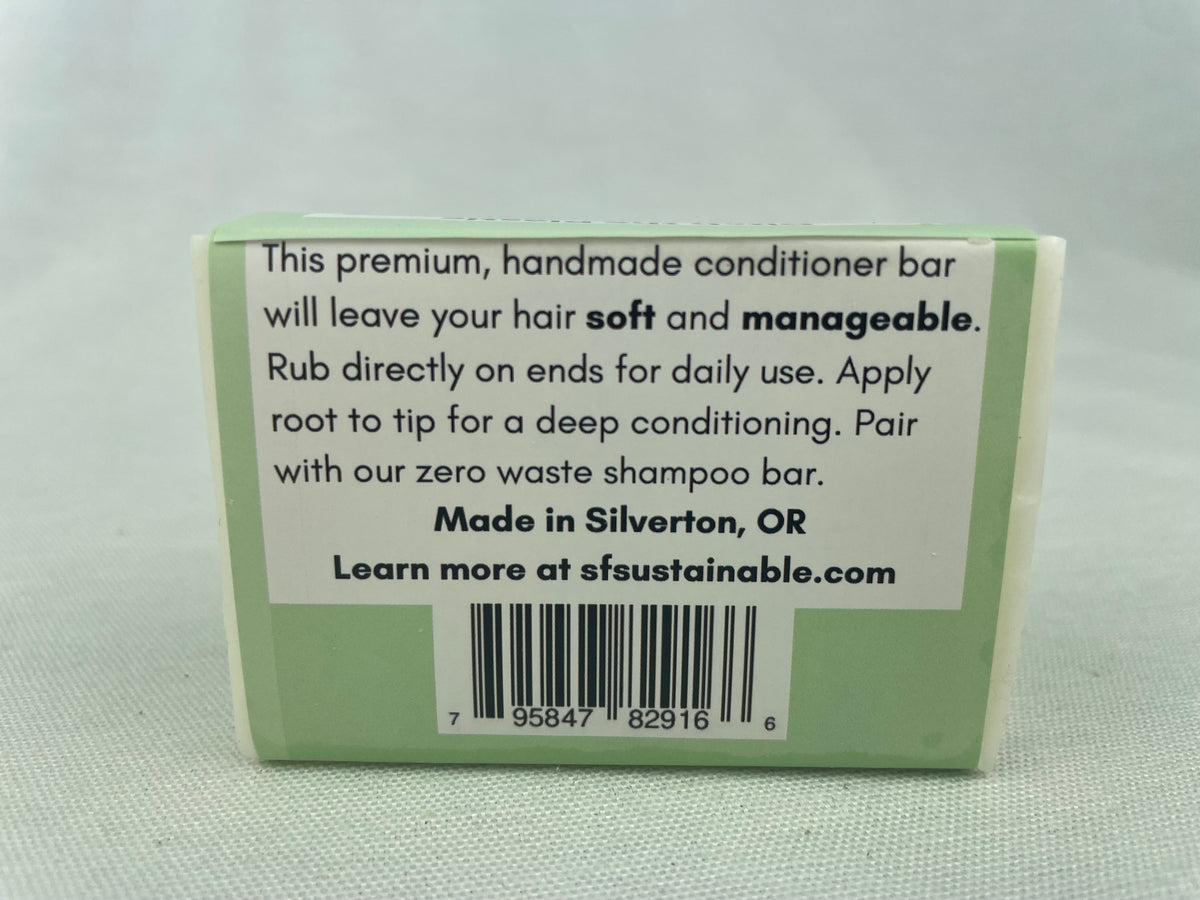 This premium, handmade conditioner bar
will leave your hair soft and manageable.
Rub directly on ends for daily use. Apply
root to tip for a deep conditioning. Pair
with our zero waste shampoo bar.
Made in Silverton, OR
Learn more at sfsustainable.com
7 95847 82916 6